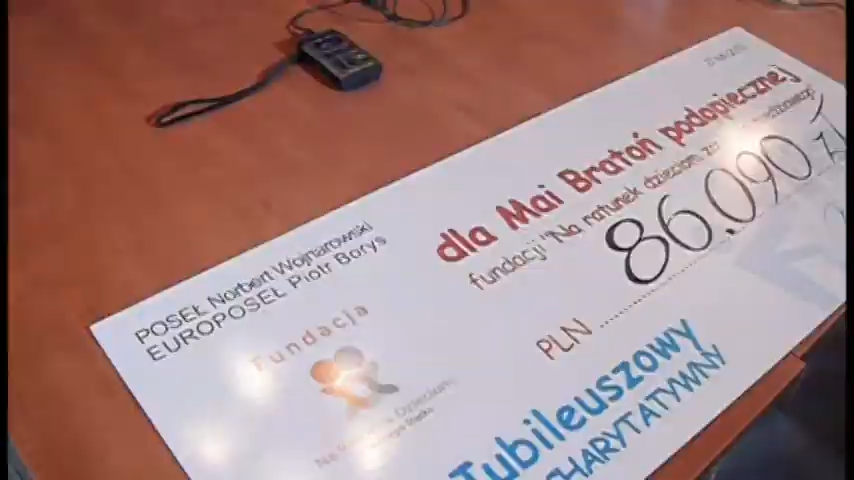 POSEŁ Norbert Wojnarowski
EUROPOSEŁ Piotr Borys
dla Mai Bratoń podopiecznej
fundacji "Na ratunek dzieciom
86.090 zł
PLN
Fundacja
Jubileuszowy
CHARYTATYWNY